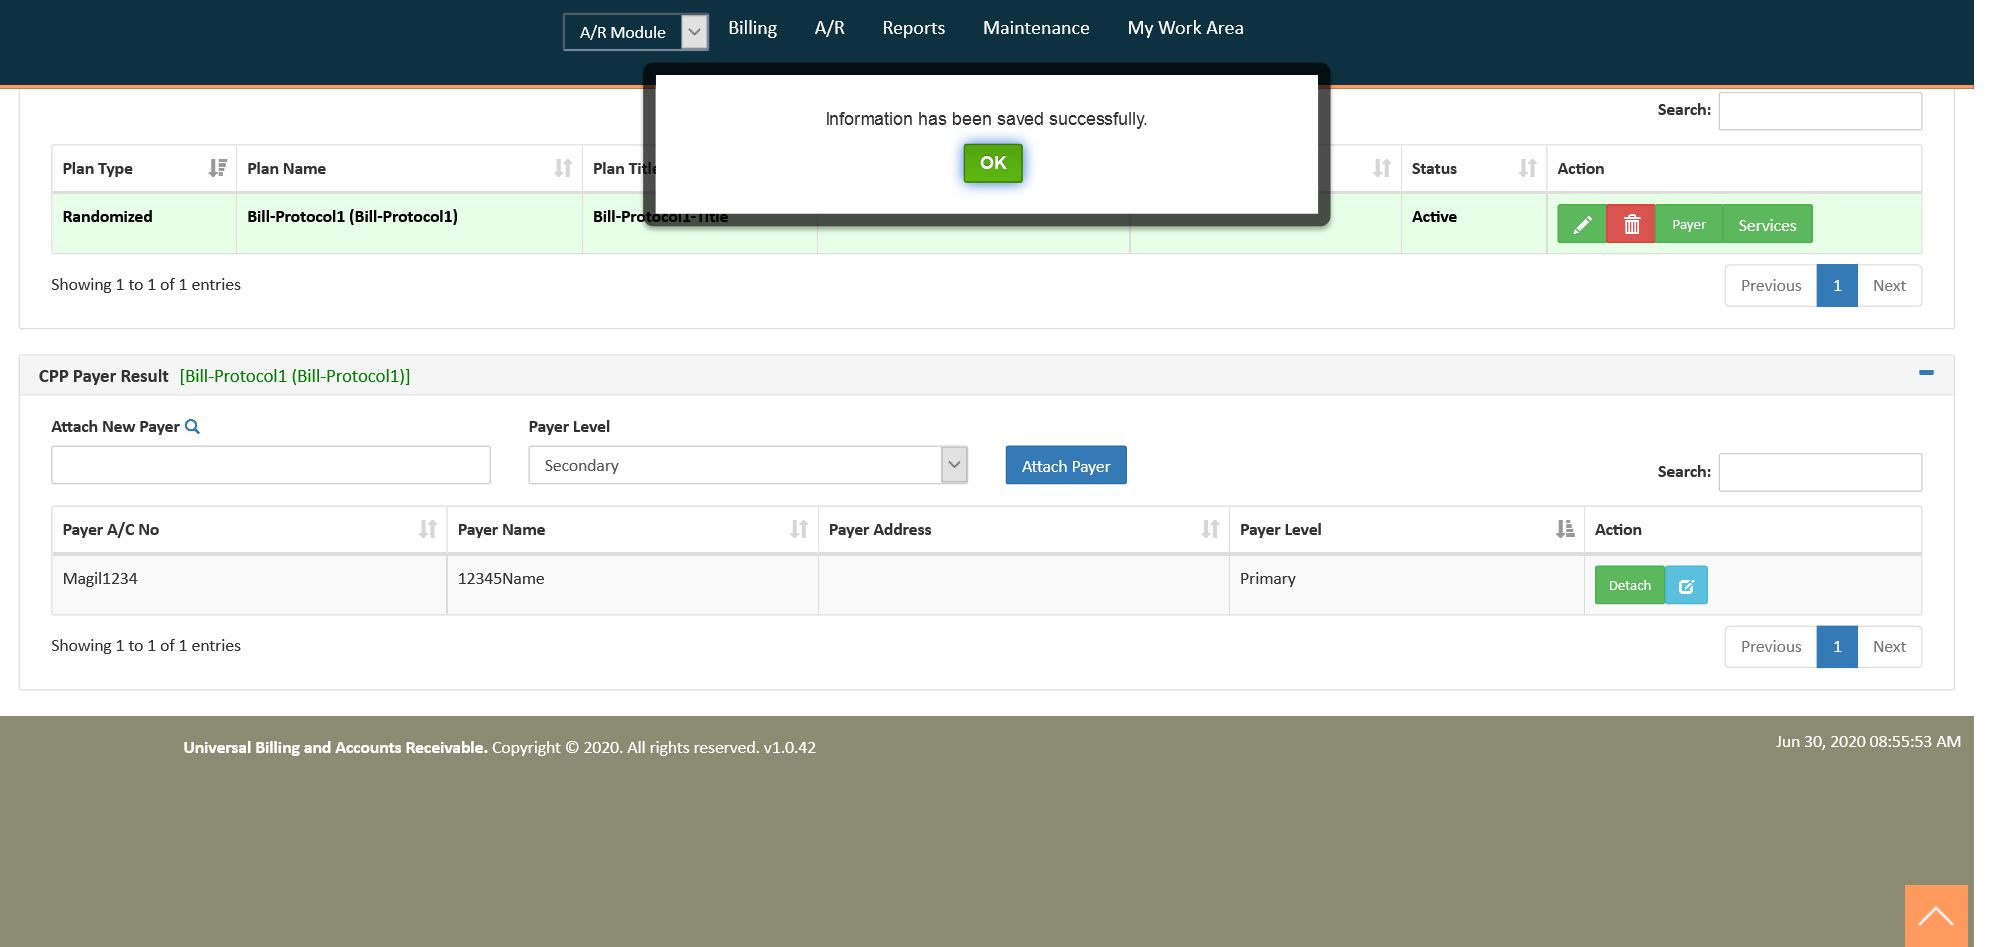 A/R Module Billing A/R Reports Maintenance My Work Area
Information has been saved successfully.
OK
Search:
Plan Type Plan Name Plan Title Status Action
Randomized Bill-Protocol1 (Bill-Protocol1) Bill-Protocol1-Title Active Payer Services
Showing 1 to 1 of 1 entries Previous 1 Next
CPP Payer Result [Bill-Protocol1 (Bill-Protocol1)]
Attach New Payer Payer Level
Secondary Attach Payer Search:
Payer A/C No Payer Name Payer Address Payer Level Action
Magil1234 12345Name Primary Detach
Showing 1 to 1 of 1 entries Previous 1 Next
Universal Billing and Accounts Receivable. Copyright © 2020. All rights reserved. v1.0.42 Jun 30, 2020 08:55:53 AM